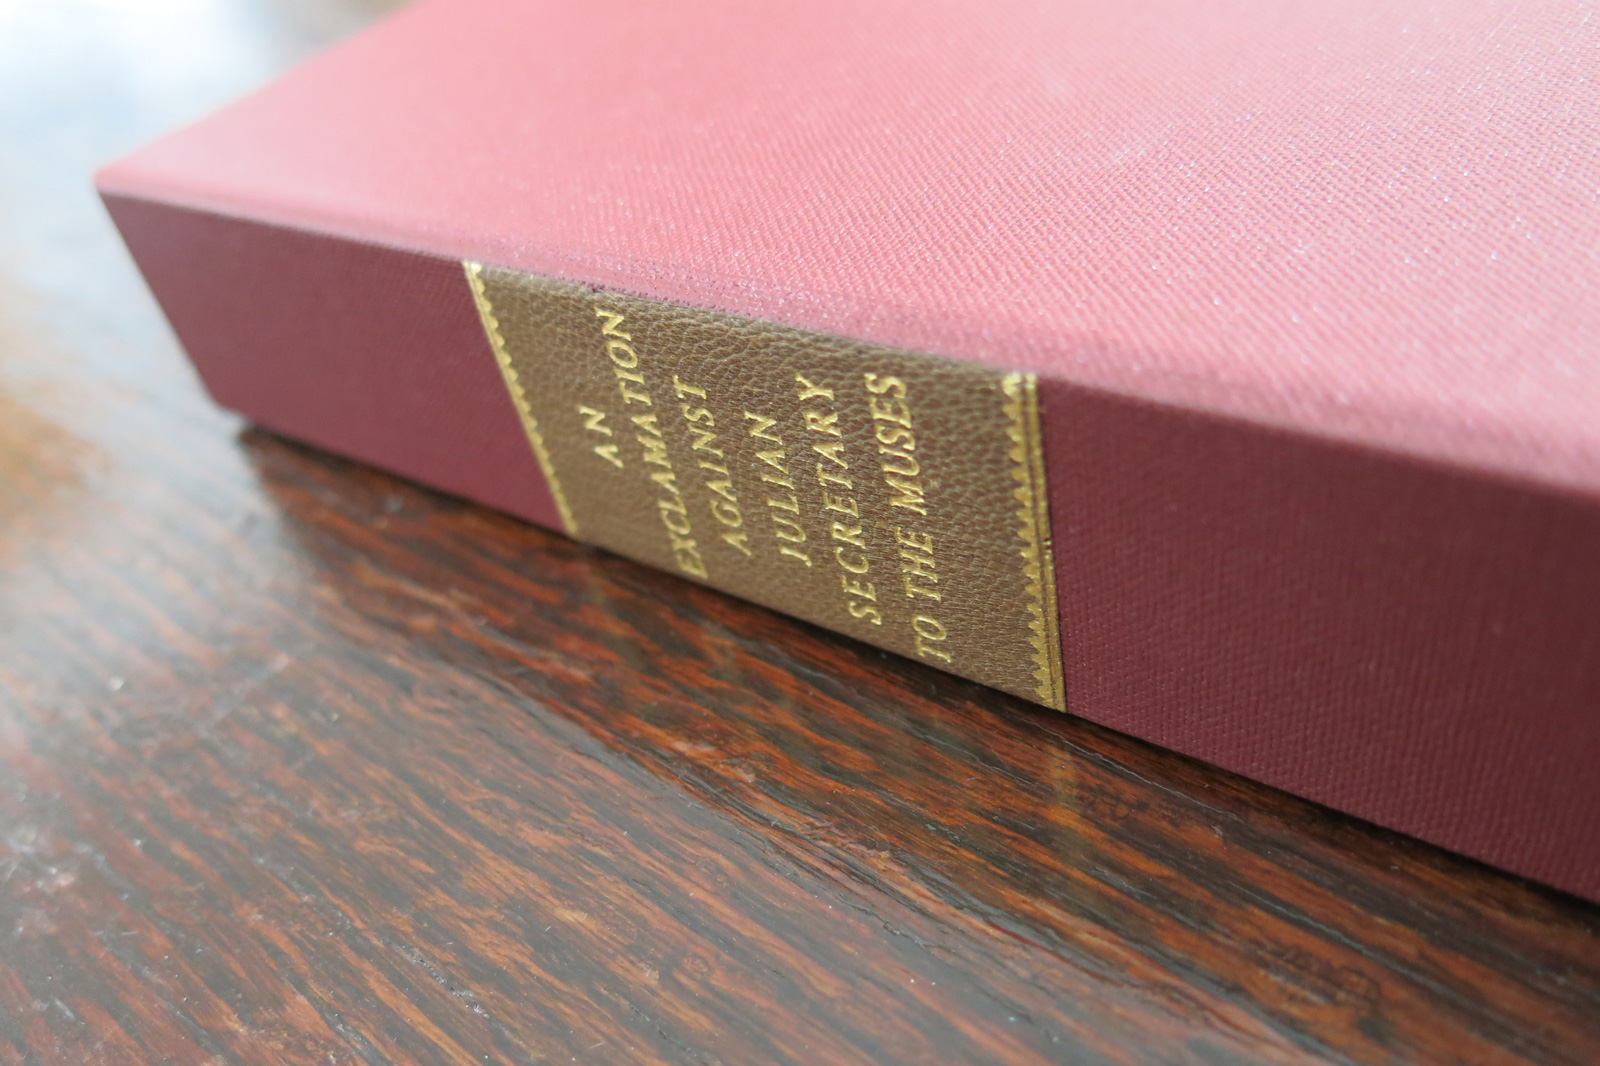 AN
EXCLAMATION
AGAINST
JULIAN
SECRETARY
TO THE MUSES